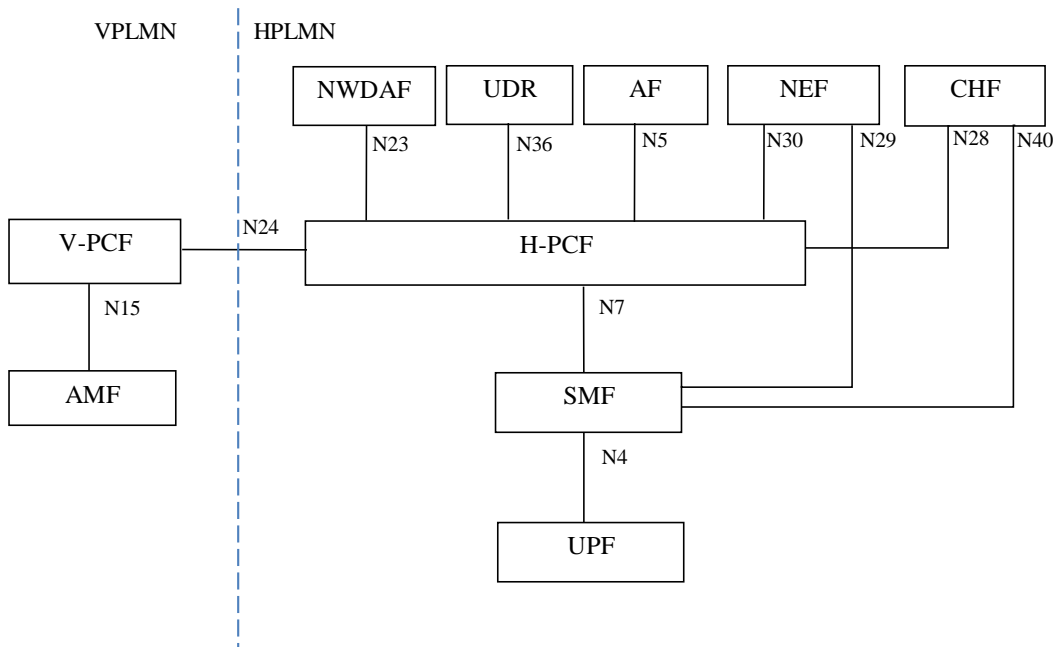 VPLMN
HPLMN
NWDAF
UDR
AF
NEF
CHF
N23
N36
N5
N30
N29
N28
N40
V-PCF
N24
H-PCF
N15
N7
AMF
SMF
N4
UPF